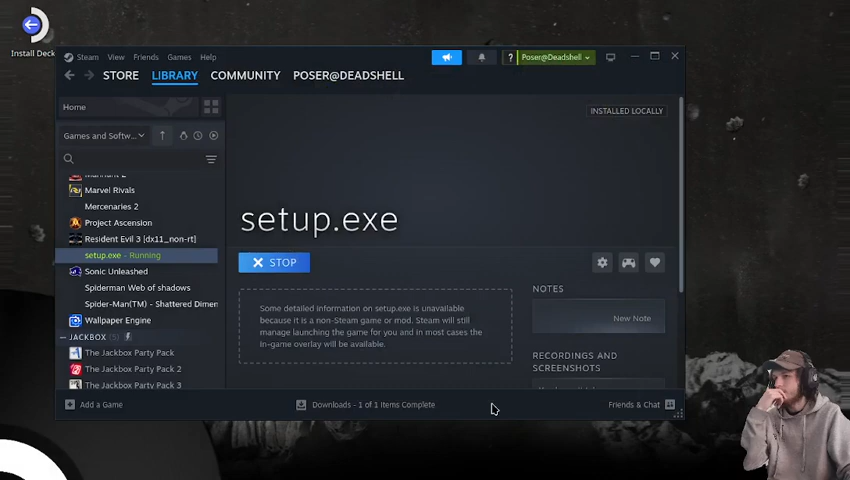 Install Deck
Steam View Friends Games Help
Poser@Deadshell
STORE LIBRARY COMMUNITY POSER@DEADSHELL
Home
INSTALLED LOCALLY
Games and Softw...
Marvel Rivals
Mercenaries 2
Project Ascension
setup.exe
Resident Evil 3 [dx11_non-rt]
setup.exe - Running
STOP
Sonic Unleashed
Spiderman Web of shadows
Spider-Man(TM) - Shattered Dimen
Wallpaper Engine
JACKBOX (5)
The Jackbox Party Pack
The Jackbox Party Pack 2
The Jackbox Party Pack 3
Some detailed information on setup.exe is unavailable
because it is a non-Steam game or mod. Steam will still
manage launching the game for you and in most cases the
in-game overlay will be available.
NOTES
New Note
RECORDINGS AND
SCREENSHOTS
Add a Game
Downloads - 1 of 1 Items Complete
Friends & Chat